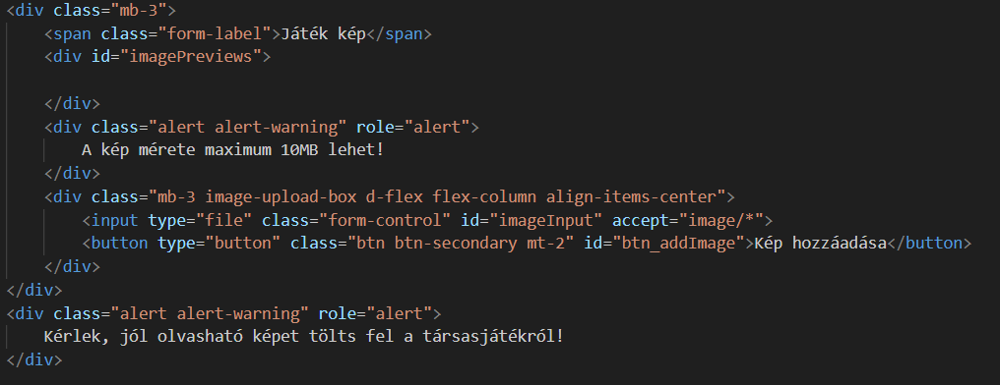 <div class="mb-3">
    <span class="form-label">Játék kép</span>
    <div id="imagePreviews">
    </div>
    <div class="alert alert-warning" role="alert">
        A kép mérete maximum 10MB lehet!
    </div>
    <div class="mb-3 image-upload-box d-flex flex-column align-items-center">
        <input type="file" class="form-control" id="imageInput" accept="image/*">
        <button type="button" class="btn btn-secondary mt-2" id="btn_addImage">Kép hozzáadása</button>
    </div>
</div>
<div class="alert alert-warning" role="alert">
    Kérlek, jól olvasható képet tölts fel a társasjátékról!
</div>